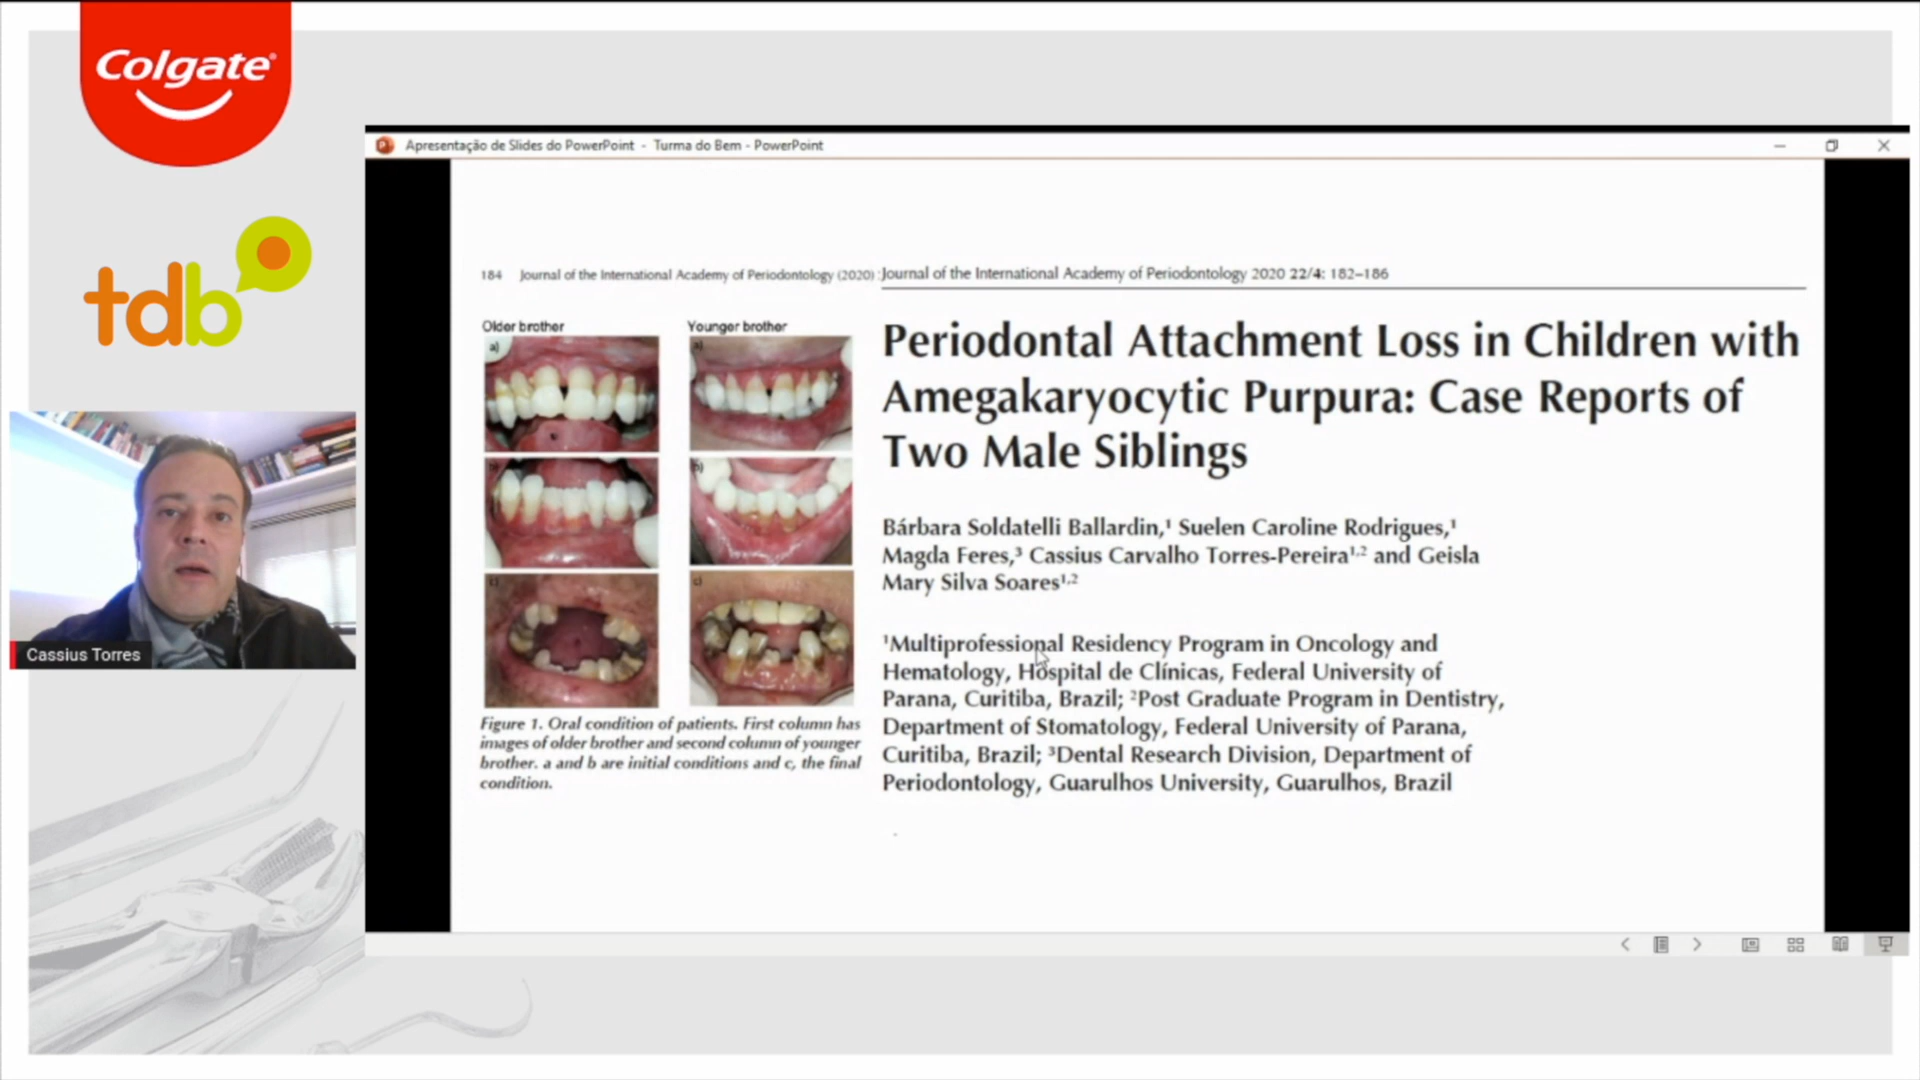 Colgate
tdb
Cassius Torres
Apresentação de Slides do PowerPoint - Turma do Bem - PowerPoint
184 Journal of the International Academy of Periodontology (2020)
Older brother
Younger brother
a)
a)
b)
b)
c)
c)
Figure 1. Oral condition of patients. First column has
images of older brother and second column of younger
brother. a and b are initial conditions and c, the final
condition.
Journal of the International Academy of Periodontology 2020 22/4: 182–186
Periodontal Attachment Loss in Children with
Amegakaryocytic Purpura: Case Reports of
Two Male Siblings
Bárbara Soldatelli Ballardin,¹ Suelen Caroline Rodrigues,¹
Magda Feres,³ Cassius Carvalho Torres-Pereira¹,² and Geisla
Mary Silva Soares¹,²
¹Multiprofessional Residency Program in Oncology and
Hematology, Hospital de Clínicas, Federal University of
Parana, Curitiba, Brazil; ²Post Graduate Program in Dentistry,
Department of Stomatology, Federal University of Parana,
Curitiba, Brazil; ³Dental Research Division, Department of
Periodontology, Guarulhos University, Guarulhos, Brazil